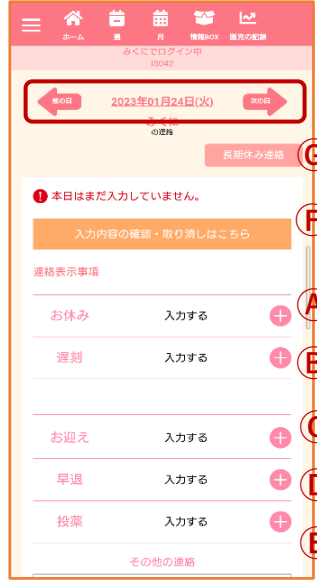 ホーム
週
月
情報BOX
園児の記録
みくにでログイン中
IS042
前の日
2023年01月24日(火)
次の日
みくに
の連絡
長期休み連絡
G
本日はまだ入力していません。
F
入力内容の確認・取り消しはこちら
連絡表示事項
お休み 入力する
A
遅刻 入力する
B
お迎え 入力する
C
早退 入力する
D
投薬 入力する
E
その他の連絡